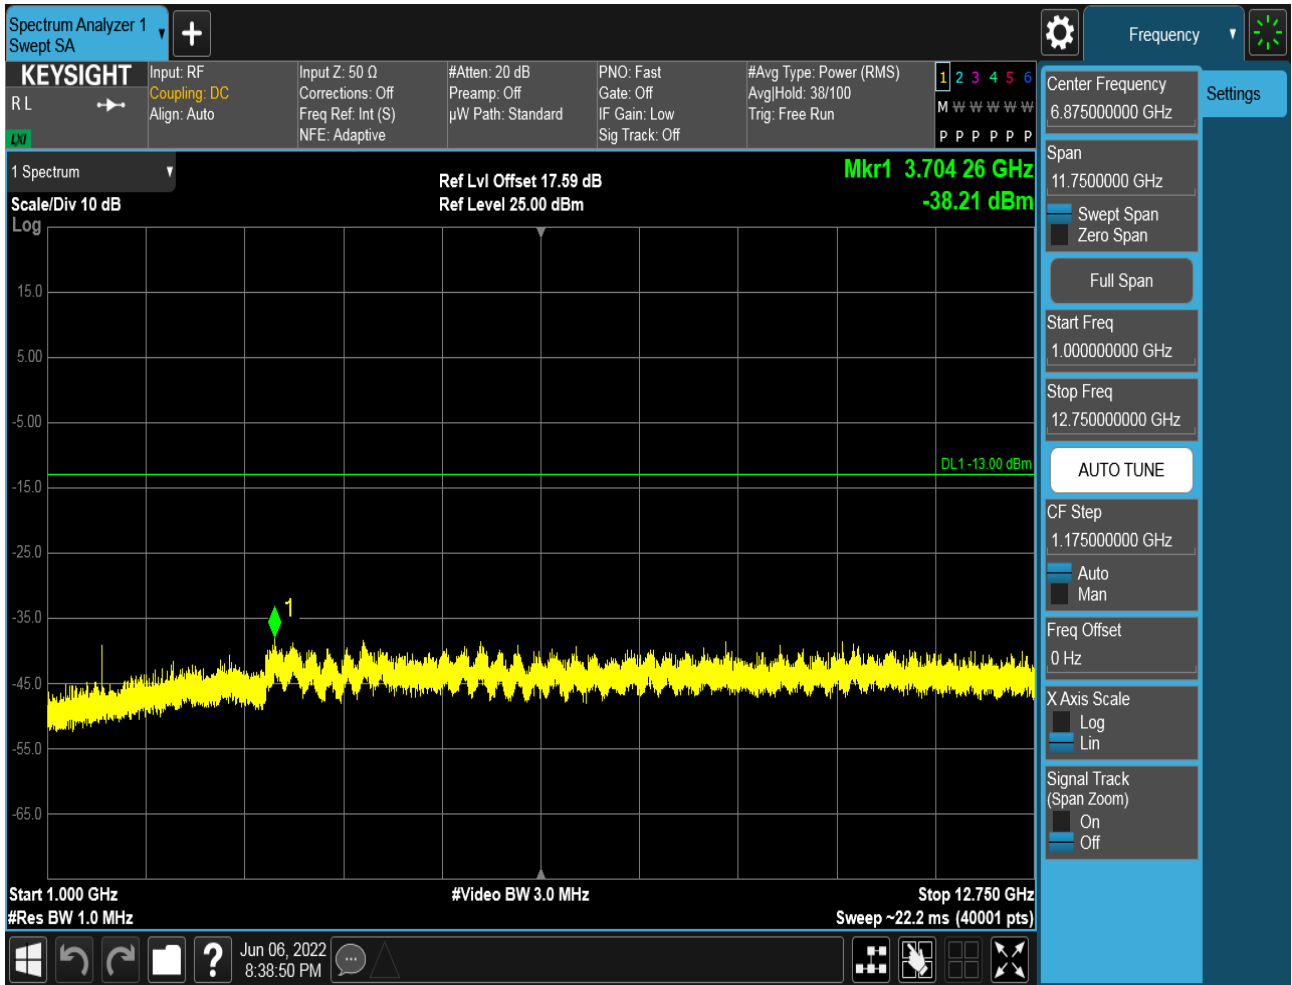 Spectrum Analyzer 1
Swept SA
Frequency
KEYSIGHT
R L
LXI
Input: RF
Coupling: DC
Align: Auto
Input Z: 50 Ω
Corrections: Off
Freq Ref: Int (S)
NFE: Adaptive
#Atten: 20 dB
Preamp: Off
µW Path: Standard
PNO: Fast
Gate: Off
IF Gain: Low
Sig Track: Off
#Avg Type: Power (RMS)
Avg|Hold: 38/100
Trig: Free Run
1 2 3 4 5 6
M W W W W W
P P P P P P
1 Spectrum
Scale/Div 10 dB
Log
Ref Lvl Offset 17.59 dB
Ref Level 25.00 dBm
Mkr1 3.704 26 GHz
-38.21 dBm
15.0
5.00
-5.00
DL1 -13.00 dBm
-15.0
-25.0
1
-35.0
-45.0
-55.0
-65.0
Start 1.000 GHz
#Video BW 3.0 MHz
Stop 12.750 GHz
#Res BW 1.0 MHz
Sweep ~22.2 ms (40001 pts)
Center Frequency
6.875000000 GHz
Settings
Span
11.7500000 GHz
Swept Span
Zero Span
Full Span
Start Freq
1.000000000 GHz
Stop Freq
12.750000000 GHz
AUTO TUNE
CF Step
1.175000000 GHz
Auto
Man
Freq Offset
0 Hz
X Axis Scale
Log
Lin
Signal Track
(Span Zoom)
On
Off
?
Jun 06, 2022
8:38:50 PM